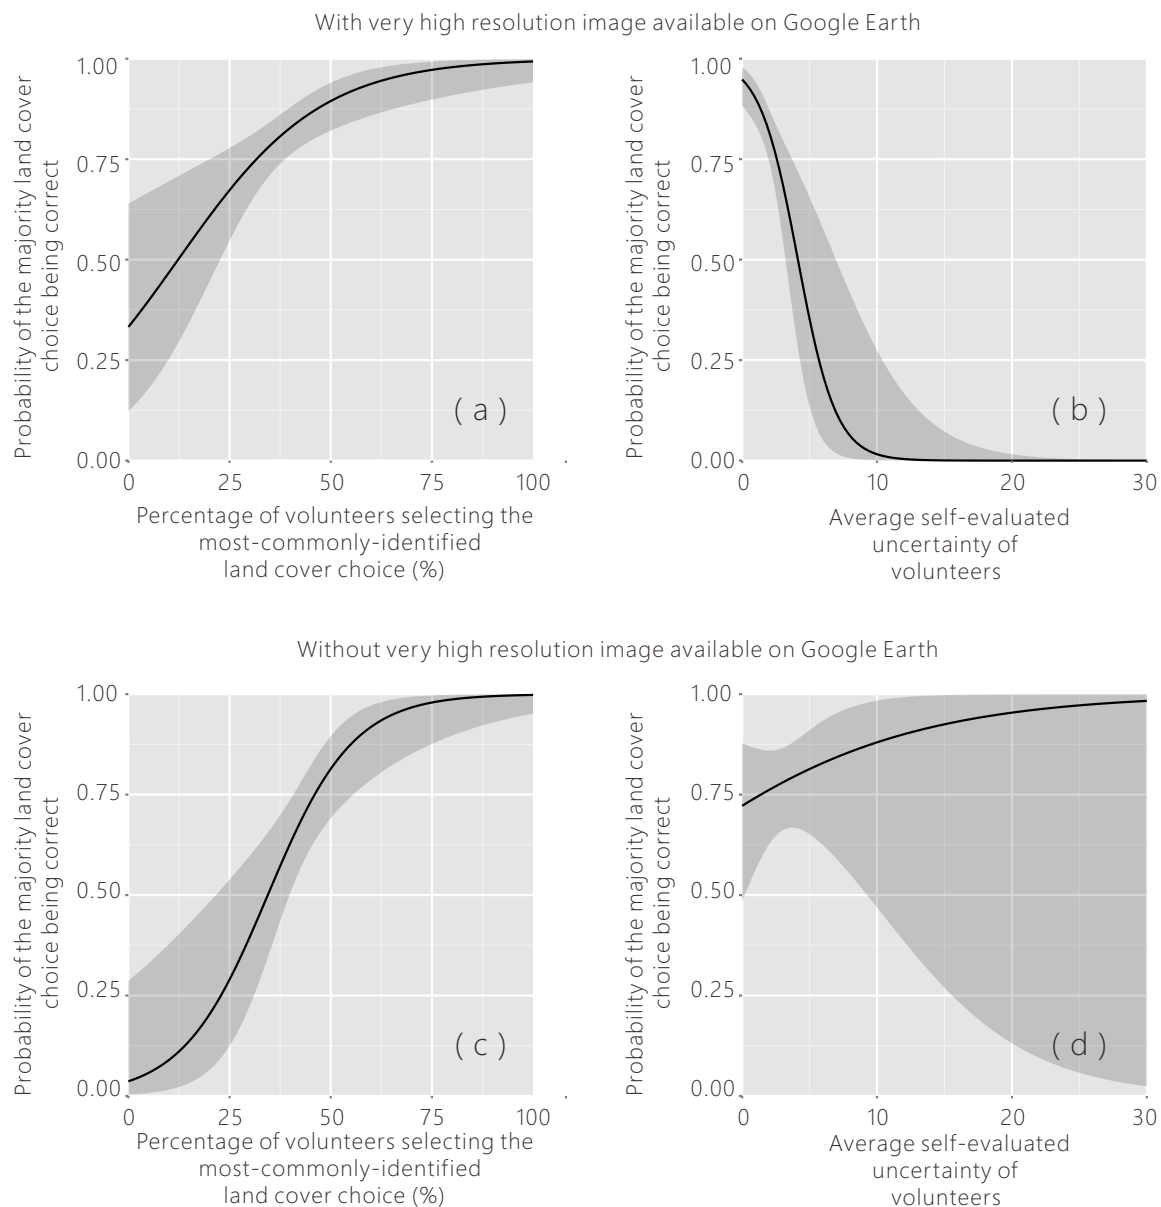 With very high resolution image available on Google Earth
Probability of the majority land cover
choice being correct
1.00
0.75
0.50
0.25
0.00
( a )
0 25 50 75 100
Percentage of volunteers selecting the
most-commonly-identified
land cover choice (%)
Probability of the majority land cover
choice being correct
1.00
0.75
0.50
0.25
0.00
( b )
0 10 20 30
Average self-evaluated
uncertainty of
volunteers
Without very high resolution image available on Google Earth
Probability of the majority land cover
choice being correct
1.00
0.75
0.50
0.25
0.00
( c )
0 25 50 75 100
Percentage of volunteers selecting the
most-commonly-identified
land cover choice (%)
Probability of the majority land cover
choice being correct
1.00
0.75
0.50
0.25
0.00
( d )
0 10 20 30
Average self-evaluated
uncertainty of
volunteers